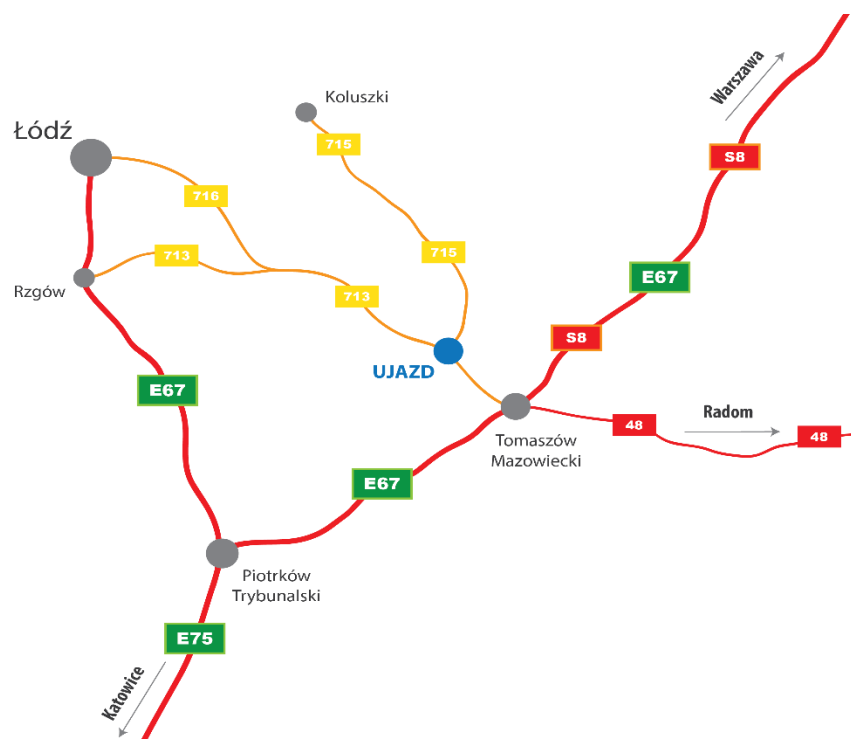 Warszawa
Koluszki
Łódź
715
S8
716
713
715
E67
Rzgów
713
S8
UJAZD
E67
Radom
48
48
Tomaszów
Mazowiecki
E67
Piotrków
Trybunalski
E75
Katowice